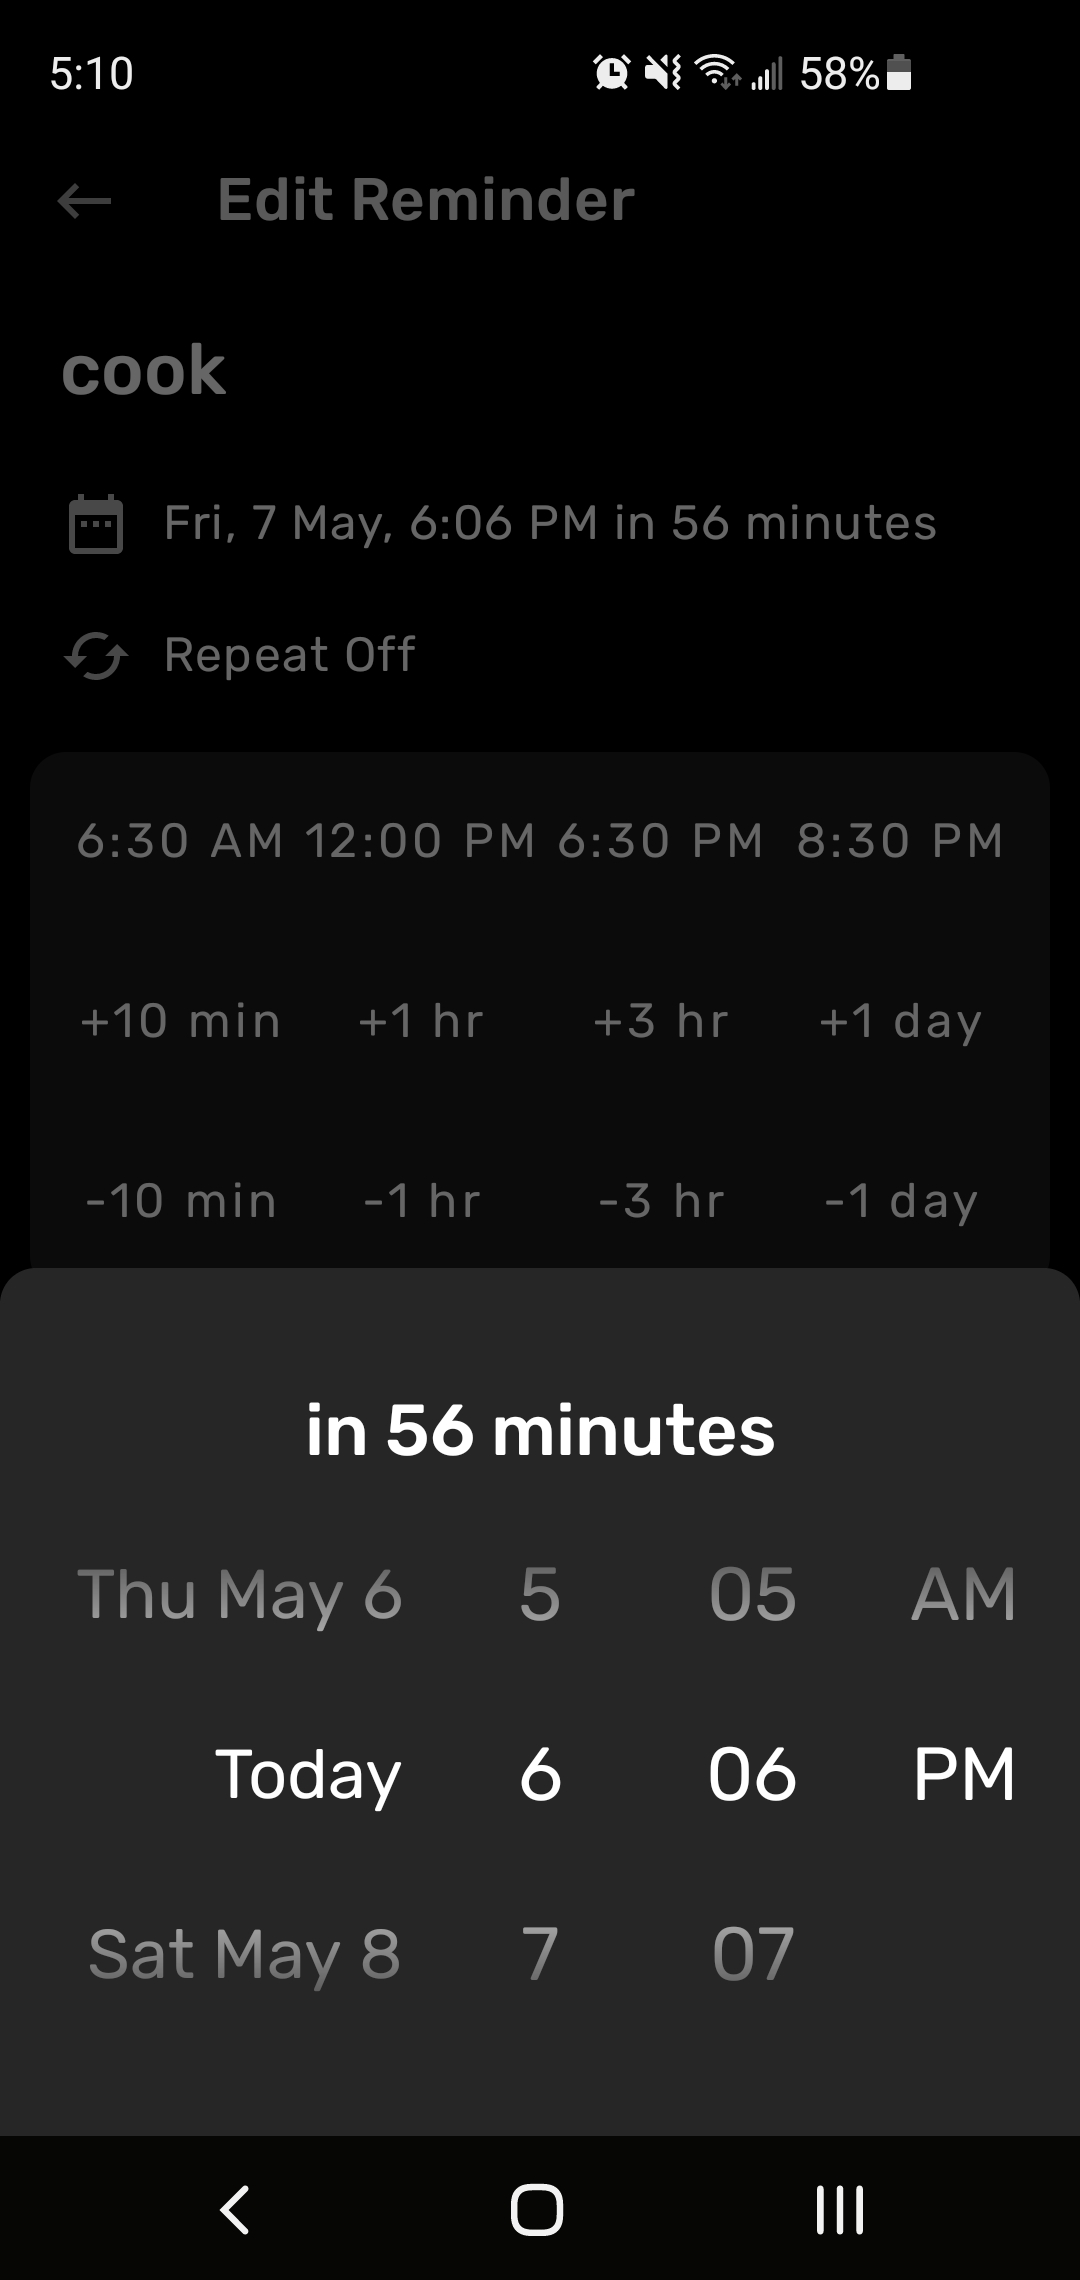 5:10 58%
Edit Reminder
cook
Fri, 7 May, 6:06 PM in 56 minutes
Repeat Off
6:30 AM 12:00 PM 6:30 PM 8:30 PM
+10 min +1 hr +3 hr +1 day
-10 min -1 hr -3 hr -1 day
in 56 minutes
Thu May 6 5 05 AM
Today 6 06 PM
Sat May 8 7 07